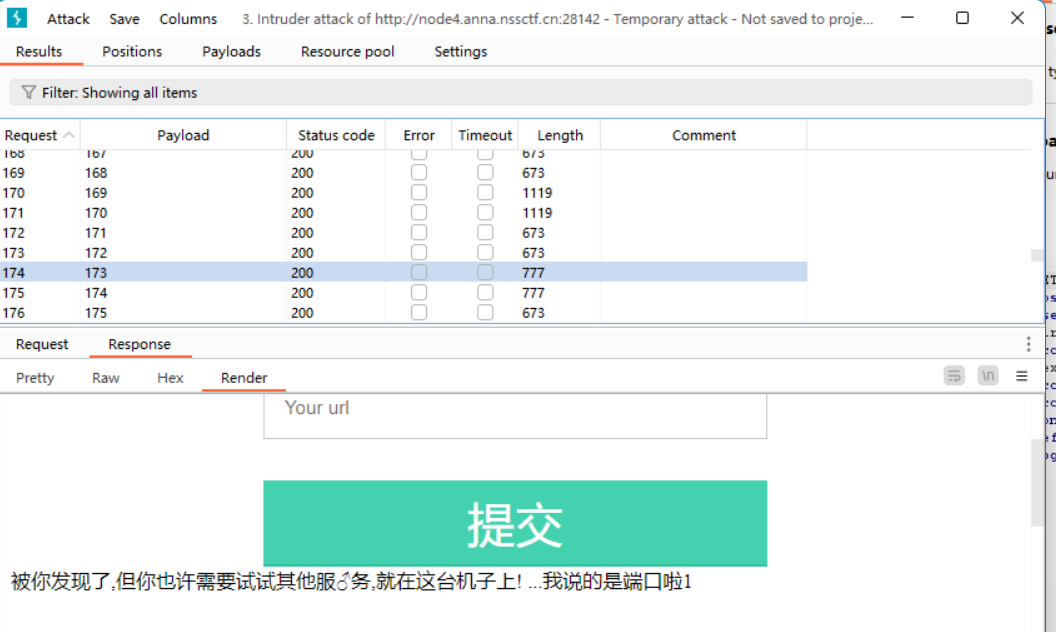 Attack Save Columns 3. Intruder attack of http://node4.anna.nssctf.cn:28142 - Temporary attack - Not saved to proje...
Results Positions Payloads Resource pool Settings
Filter: Showing all items
Request Payload Status code Error Timeout Length Comment
168 167 200 673
169 168 200 673
170 169 200 1119
171 170 200 1119
172 171 200 673
173 172 200 673
174 173 200 777
175 174 200 777
176 175 200 673
Request Response
Pretty Raw Hex Render
\n
Your url
提交
被你发现了,但你也许需要试试其他服♂务,就在这台机子上! ...我说的是端口啦1